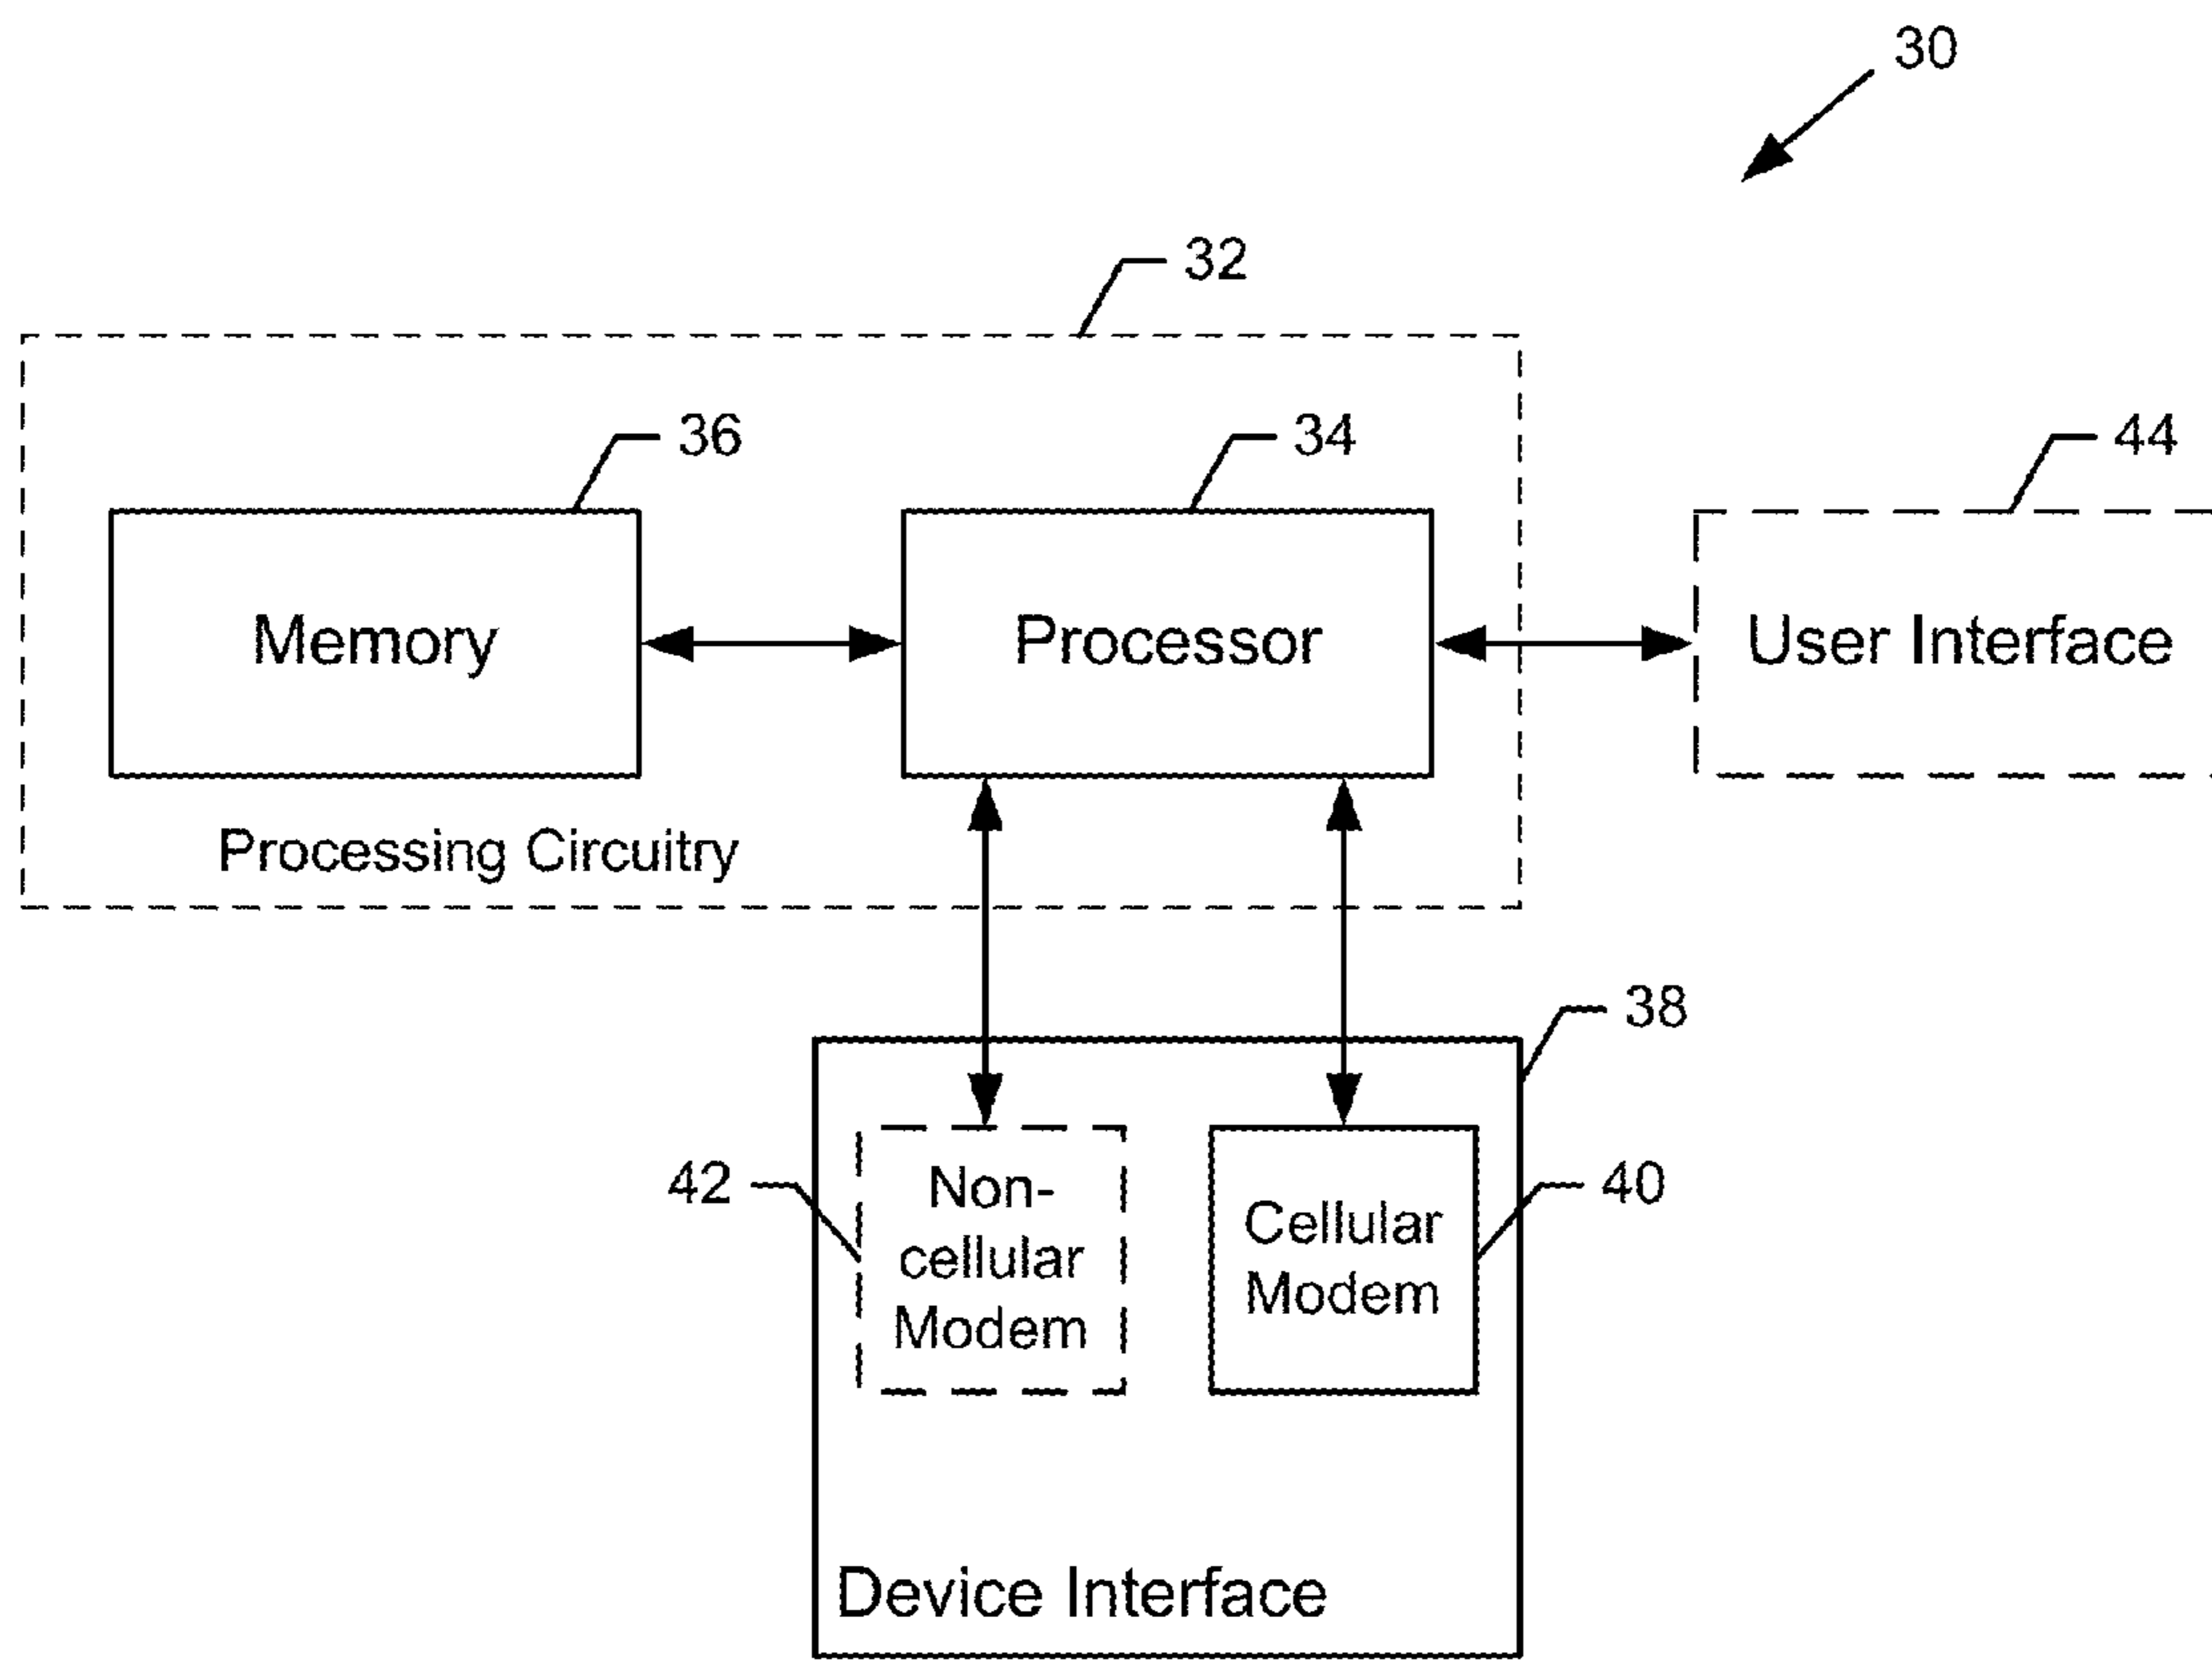 30
32
36
34
44
Memory
Processor
User Interface
Processing Circuitry
38
42
Non-
cellular
Modem
Cellular
Modem
40
Device Interface